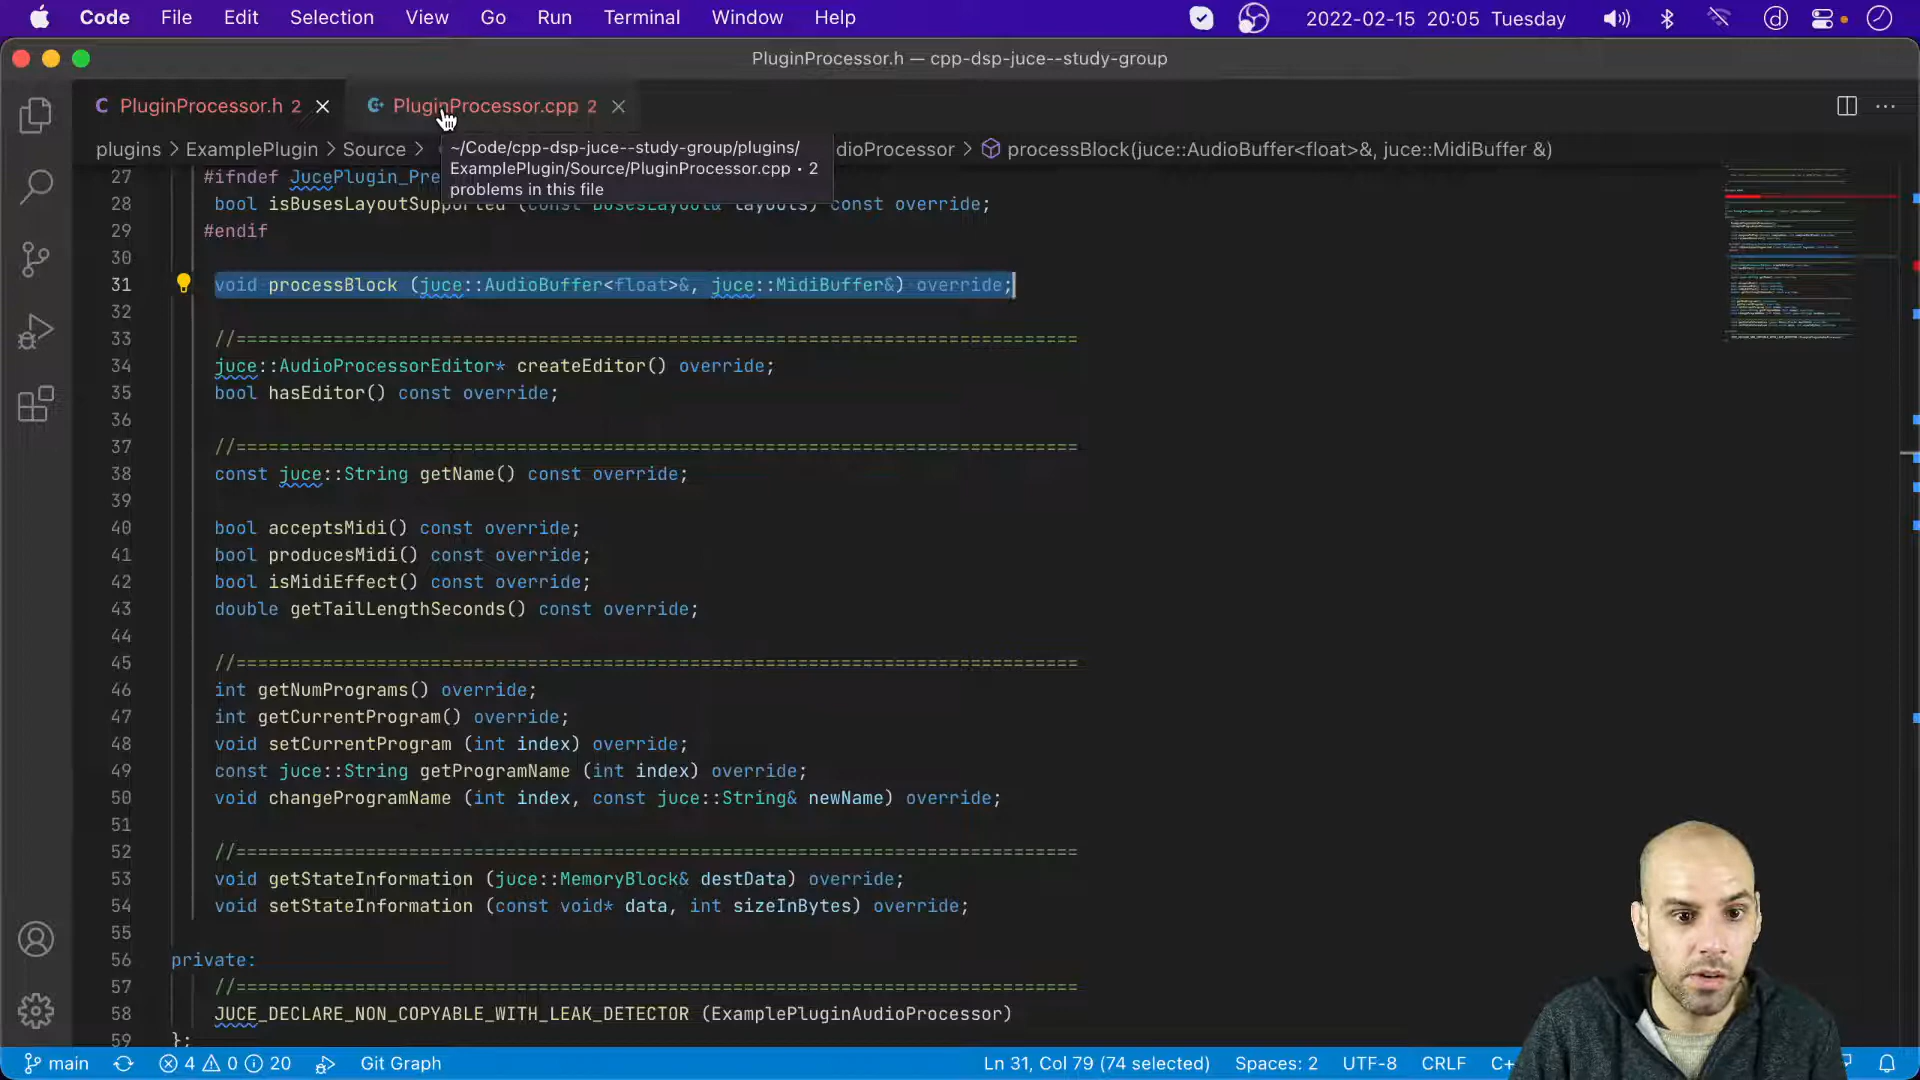 Code File Edit Selection View Go Run Terminal Window Help 2022-02-15 20:05 Tuesday
PluginProcessor.h — cpp-dsp-juce--study-group
PluginProcessor.h 2 PluginProcessor.cpp 2
plugins > ExamplePlugin > Source > dioProcessor > processBlock(juce::AudioBuffer<float>&, juce::MidiBuffer &)
~/Code/cpp-dsp-juce--study-group/plugins/
ExamplePlugin/Source/PluginProcessor.cpp • 2
problems in this file
27 #ifndef JucePlugin_Pre
28 bool isBusesLayoutSupported (const BusesLayout& layouts) const override;
29 #endif
30
31 void processBlock (juce::AudioBuffer<float>&, juce::MidiBuffer&) override;
32
33 //==============================================================================
34 juce::AudioProcessorEditor* createEditor() override;
35 bool hasEditor() const override;
36
37 //==============================================================================
38 const juce::String getName() const override;
39
40 bool acceptsMidi() const override;
41 bool producesMidi() const override;
42 bool isMidiEffect() const override;
43 double getTailLengthSeconds() const override;
44
45 //==============================================================================
46 int getNumPrograms() override;
47 int getCurrentProgram() override;
48 void setCurrentProgram (int index) override;
49 const juce::String getProgramName (int index) override;
50 void changeProgramName (int index, const juce::String& newName) override;
51
52 //==============================================================================
53 void getStateInformation (juce::MemoryBlock& destData) override;
54 void setStateInformation (const void* data, int sizeInBytes) override;
55
56 private:
57 //==============================================================================
58 JUCE_DECLARE_NON_COPYABLE_WITH_LEAK_DETECTOR (ExamplePluginAudioProcessor)
59 };
main 4 0 20 Git Graph Ln 31, Col 79 (74 selected) Spaces: 2 UTF-8 CRLF C+